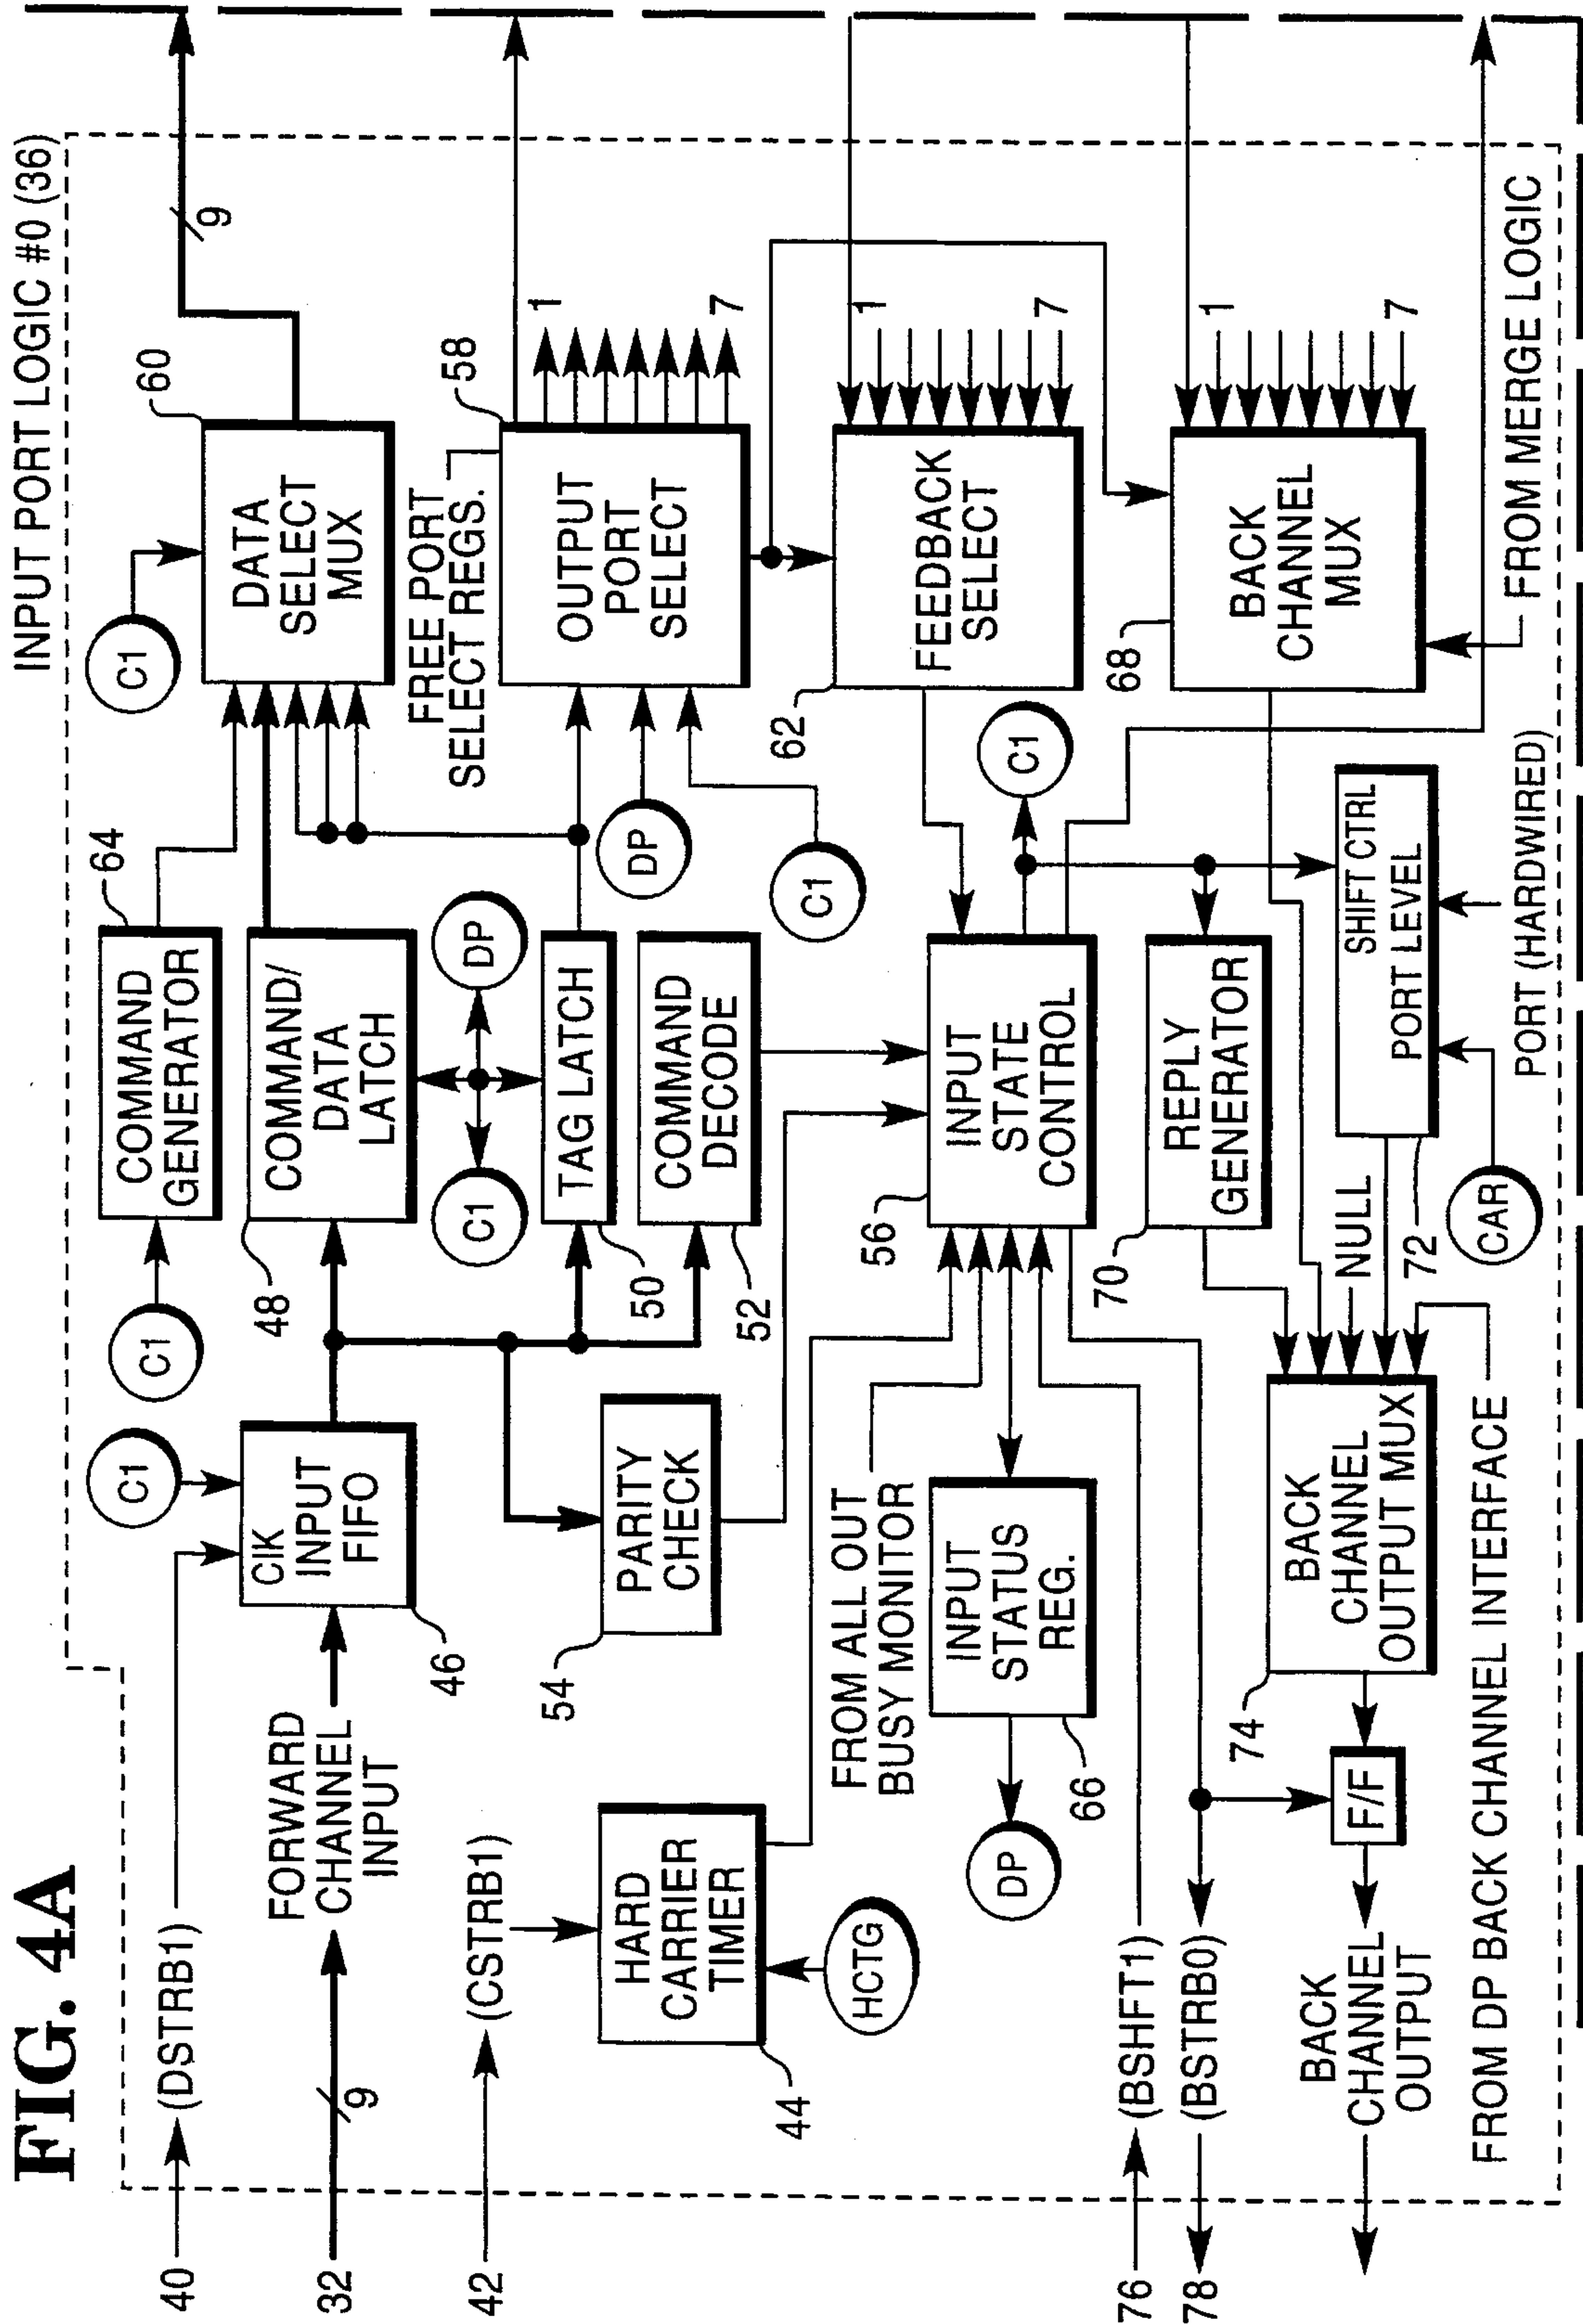 FIG. 4A
INPUT PORT LOGIC #0 (36)
40
(DSTRB1)
32
9
FORWARD
CHANNEL
INPUT
C1
CIK
INPUT
FIFO
46
C1
COMMAND
GENERATOR
64
COMMAND/
DATA
LATCH
48
C1
DP
TAG LATCH
50
COMMAND
DECODE
52
PARITY
CHECK
54
C1
DATA
SELECT
MUX
60
9
FREE PORT
SELECT REGS.
58
OUTPUT
PORT
SELECT
1
7
DP
C1
42
(CSTRB1)
HARD
CARRIER
TIMER
44
HCTG
FROM ALL OUT
BUSY MONITOR
INPUT
STATUS
REG.
66
DP
INPUT
STATE
CONTROL
56
C1
FEEDBACK
SELECT
62
1
7
BACK
CHANNEL
MUX
68
1
7
FROM MERGE LOGIC
REPLY
GENERATOR
70
SHIFT CTRL
PORT LEVEL
72
NULL
CAR
PORT (HARDWIRED)
76
(BSHFT1)
78
(BSTRB0)
BACK
CHANNEL
OUTPUT MUX
74
F/F
BACK
CHANNEL
OUTPUT
FROM DP BACK CHANNEL INTERFACE